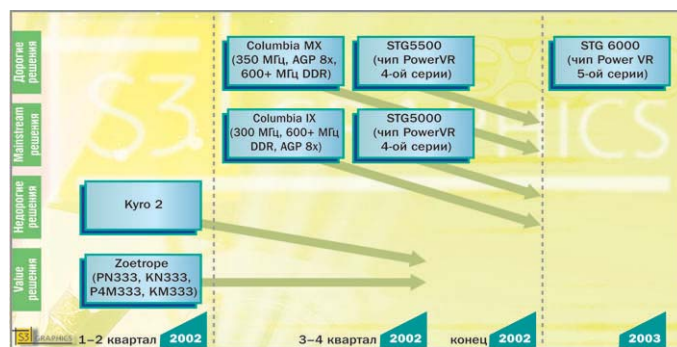 Дорогие
решения
Columbia MX
(350 МГц, AGP 8x,
600+ МГц DDR)
STG5500
(чип PowerVR
4-ой серии)
STG 6000
(чип Power VR
5-ой серии)
Mainstream
решения
Columbia IX
(300 МГц, 600+ МГц
DDR, AGP 8x)
STG5000
(чип PowerVR
4-ой серии)
Недорогие
решения
Kyro 2
Value
решения
Zoetrope
(PN333, KN333,
P4M333, KM333)
S3 GRAPHICS
S3 GRAPHICS
1–2 квартал 2002
3–4 квартал 2002
конец 2002
2003